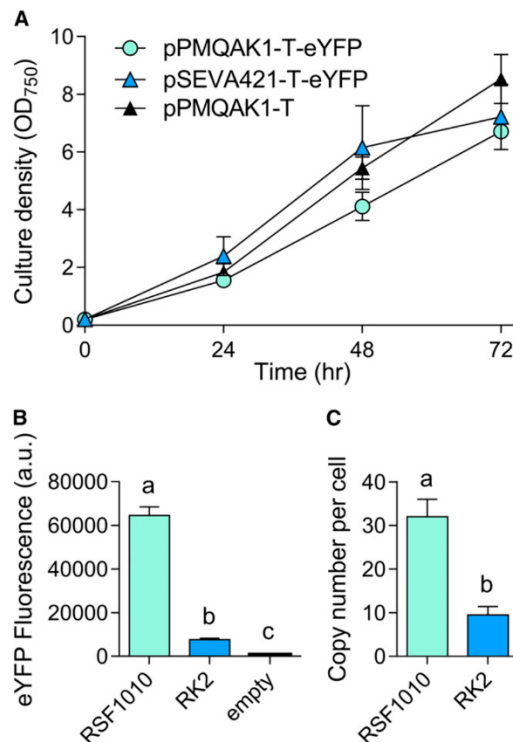 A
pPMQAK1-T-eYFP
pSEVA421-T-eYFP
pPMQAK1-T
Culture density (OD750)
10
8
6
4
2
0
0 24 48 72
Time (hr)
B
eYFP Fluorescence (a.u.)
80000
60000
40000
20000
0
a
b
c
RSF1010
RK2
empty
C
Copy number per cell
40
30
20
10
0
a
b
RSF1010
RK2